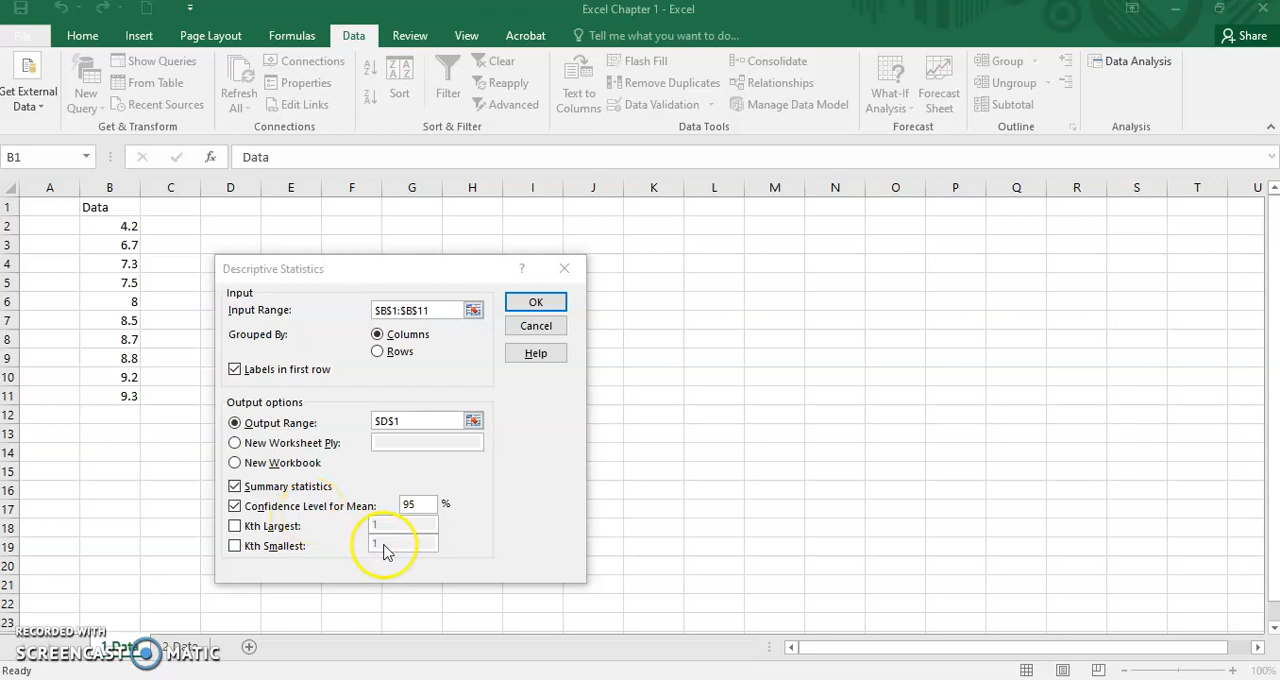 Excel Chapter 1 - Excel
File Home Insert Page Layout Formulas Data Review View Acrobat Tell me what you want to do... Share
Get External
Data
New
Query
Show Queries
From Table
Recent Sources
Get & Transform
Refresh
All
Connections
Properties
Edit Links
Connections
Sort
Filter
Clear
Reapply
Advanced
Sort & Filter
Text to
Columns
Flash Fill
Remove Duplicates
Data Validation
Consolidate
Relationships
Manage Data Model
Data Tools
What-If
Analysis
Forecast
Sheet
Forecast
Group
Ungroup
Subtotal
Outline
Data Analysis
Analysis
B1 fx Data
A B C D E F G H I J K L M N O P Q R S T U
1 Data
2 4.2
3 6.7
4 7.3
5 7.5
6 8
7 8.5
8 8.7
9 8.8
10 9.2
11 9.3
12
13
14
15
16
17
18
19
20
21
22
23
Descriptive Statistics ?
Input
Input Range: $B$1:$B$11
Grouped By: Columns
Rows
Labels in first row
OK
Cancel
Help
Output options
Output Range: $D$1
New Worksheet Ply:
New Workbook
Summary statistics
Confidence Level for Mean: 95 %
Kth Largest: 1
Kth Smallest: 1
RECORDED WITH
SCREENCAST MATIC
1 Data 2 Data
Ready 100%